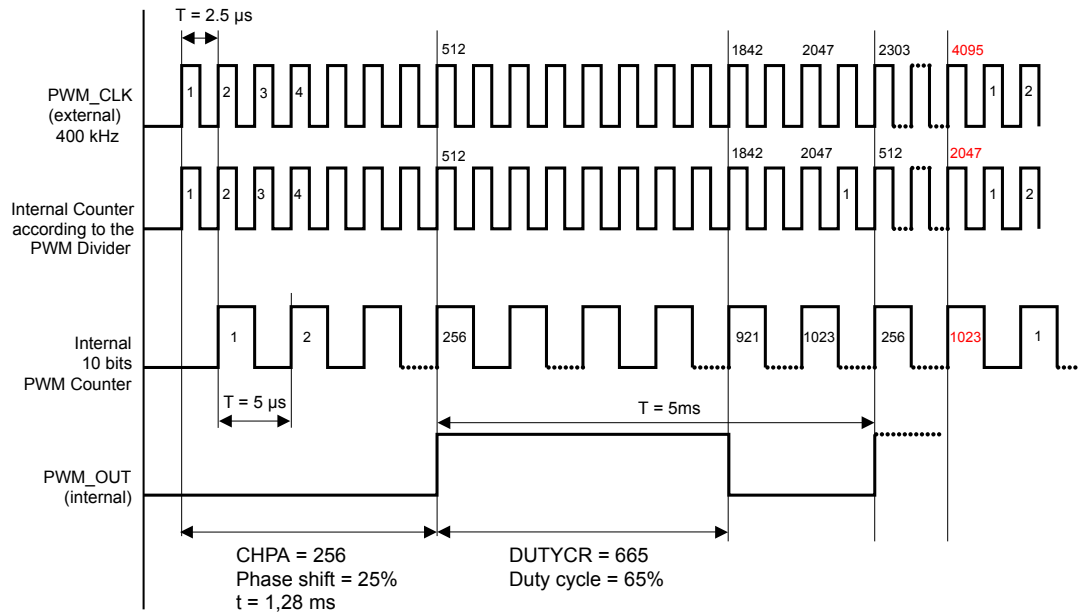 T = 2.5 µs
512
1842
2047
2303
4095
PWM_CLK
(external)
400 kHz
1
2
3
4
1
2
512
1842
2047
512
2047
Internal Counter
according to the
PWM Divider
1
2
3
4
1
1
2
Internal
10 bits
PWM Counter
1
2
256
921
1023
256
1023
1
T = 5 µs
T = 5ms
PWM_OUT
(internal)
CHPA = 256
Phase shift = 25%
t = 1,28 ms
DUTYCR = 665
Duty cycle = 65%